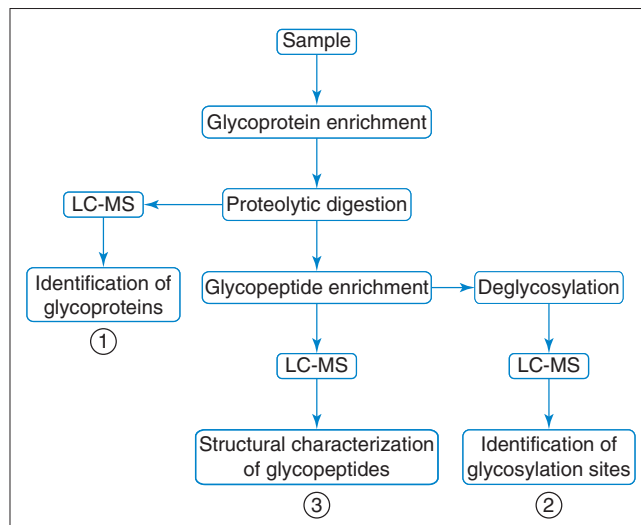 Sample
Glycoprotein enrichment
LC-MS
Proteolytic digestion
Identification of
glycoproteins
1
Glycopeptide enrichment
Deglycosylation
LC-MS
LC-MS
Structural characterization
of glycopeptides
3
Identification of
glycosylation sites
2